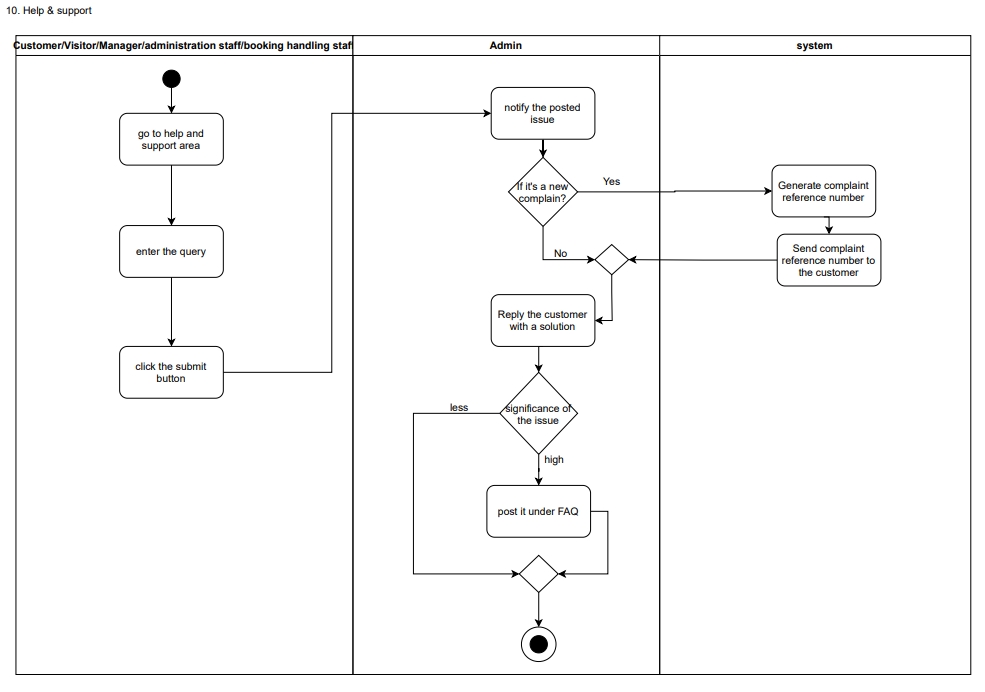 10. Help & support
Customer/Visitor/Manager/administration staff/booking handling staff
Admin
system
go to help and
support area
enter the query
click the submit
button
notify the posted
issue
If it's a new
complain?
Yes
No
Generate complaint
reference number
Send complaint
reference number to
the customer
Reply the customer
with a solution
significance of
the issue
less
high
post it under FAQ